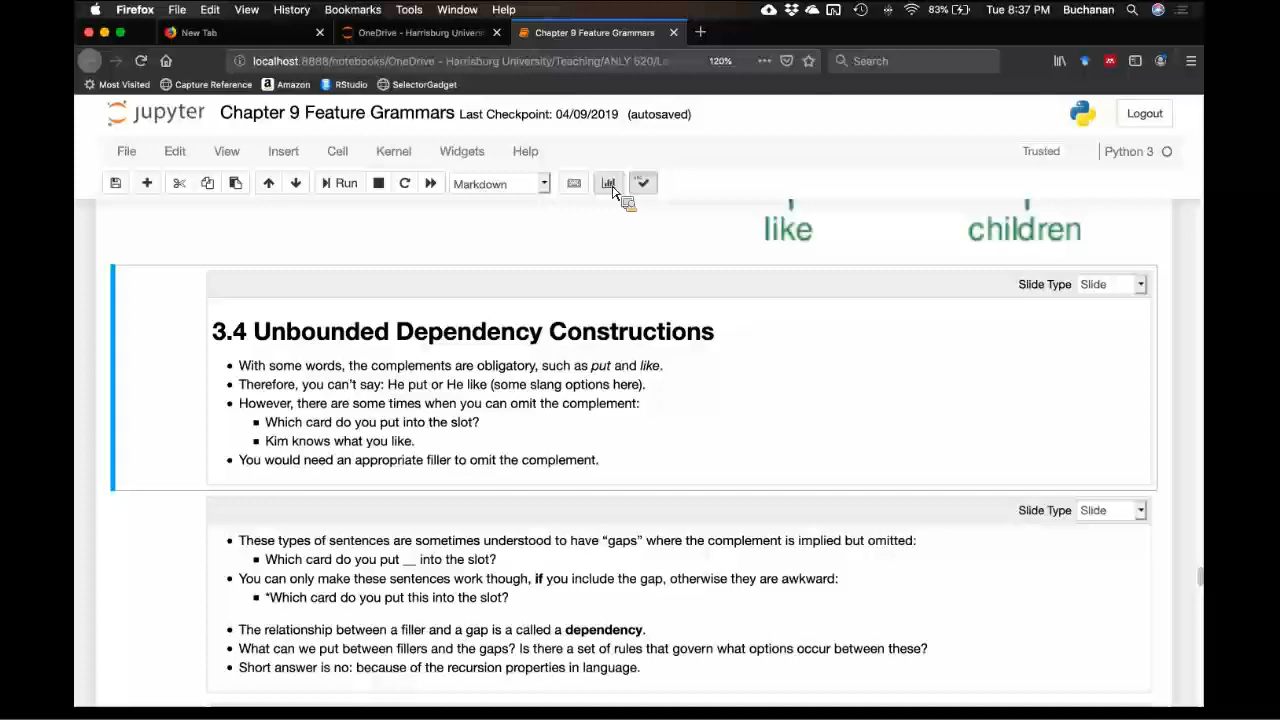 Firefox File Edit View History Bookmarks Tools Window Help 83% Tue 8:37 PM Buchanan
New Tab OneDrive - Harrisburg Univers Chapter 9 Feature Grammars
localhost:8888/notebooks/OneDrive - Harrisburg University/Teaching/ANLY 520/Le 120% Search
Most Visited Capture Reference Amazon RStudio SelectorGadget
jupyter Chapter 9 Feature Grammars Last Checkpoint: 04/09/2019 (autosaved) Logout
File Edit View Insert Cell Kernel Widgets Help Trusted Python 3
Run Markdown
like children
Slide Type Slide
3.4 Unbounded Dependency Constructions
• With some words, the complements are obligatory, such as put and like.
• Therefore, you can't say: He put or He like (some slang options here).
• However, there are some times when you can omit the complement:
▪ Which card do you put into the slot?
▪ Kim knows what you like.
• You would need an appropriate filler to omit the complement.
Slide Type Slide
• These types of sentences are sometimes understood to have “gaps” where the complement is implied but omitted:
▪ Which card do you put __ into the slot?
• You can only make these sentences work though, if you include the gap, otherwise they are awkward:
▪ *Which card do you put this into the slot?
• The relationship between a filler and a gap is a called a dependency.
• What can we put between fillers and the gaps? Is there a set of rules that govern what options occur between these?
• Short answer is no: because of the recursion properties in language.